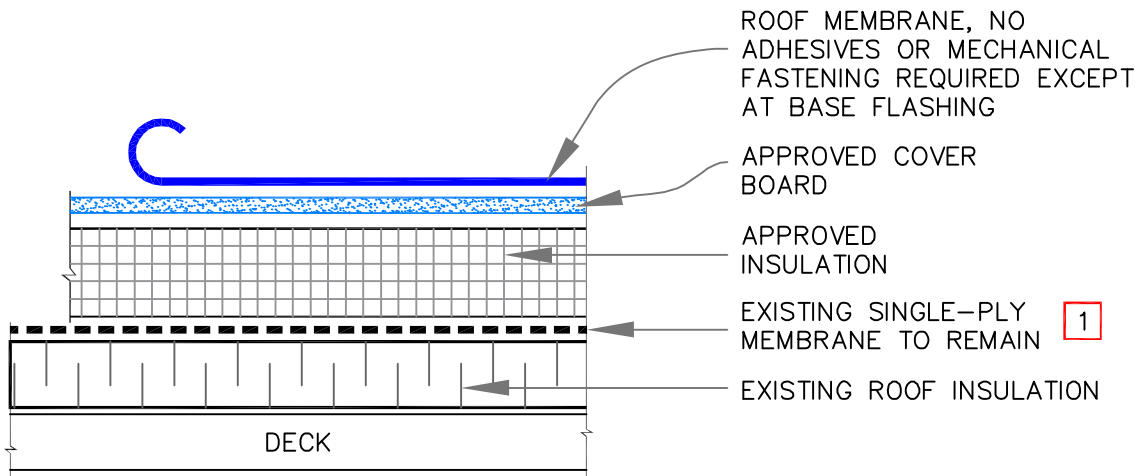 ROOF MEMBRANE, NO
ADHESIVES OR MECHANICAL
FASTENING REQUIRED EXCEPT
AT BASE FLASHING
APPROVED COVER
BOARD
APPROVED
INSULATION
EXISTING SINGLE-PLY
MEMBRANE TO REMAIN
1
EXISTING ROOF INSULATION
DECK